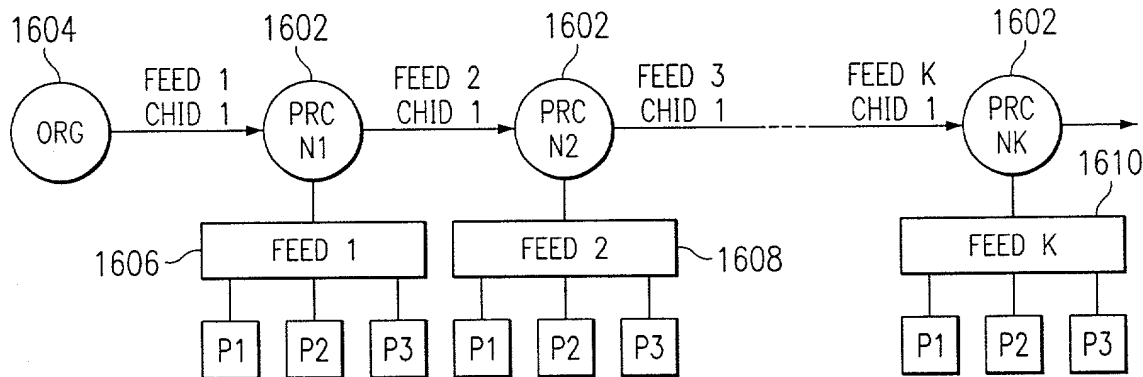 1604
1602
1602
1602
FEED 1
CHID 1
FEED 2
CHID 1
FEED 3
CHID 1
FEED K
CHID 1
ORG
PRC
N1
PRC
N2
PRC
NK
1610
1606
FEED 1
FEED 2
1608
FEED K
P1
P2
P3
P1
P2
P3
P1
P2
P3